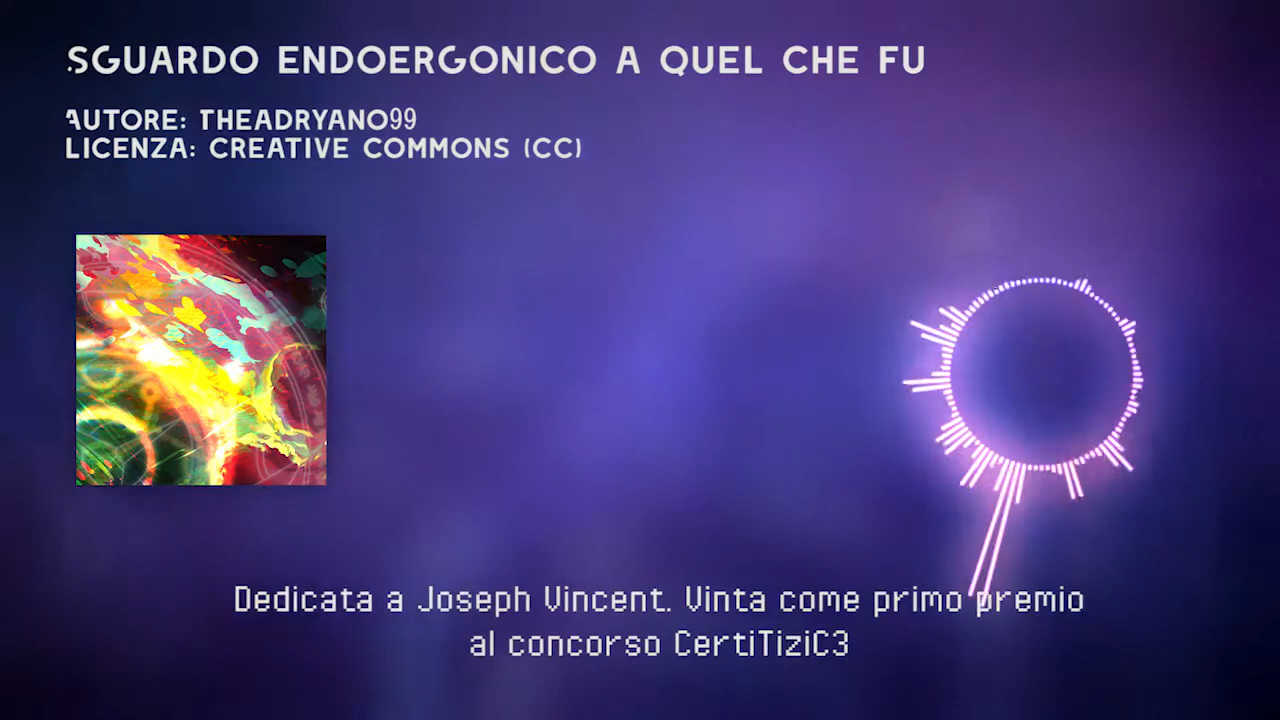 SGUARDO ENDOERGONICO A QUEL CHE FU
AUTORE: THEADRYANO99
LICENZA: CREATIVE COMMONS (CC)
Dedicata a Joseph Vincent. Vinta come primo premio
al concorso CertiTiziC3